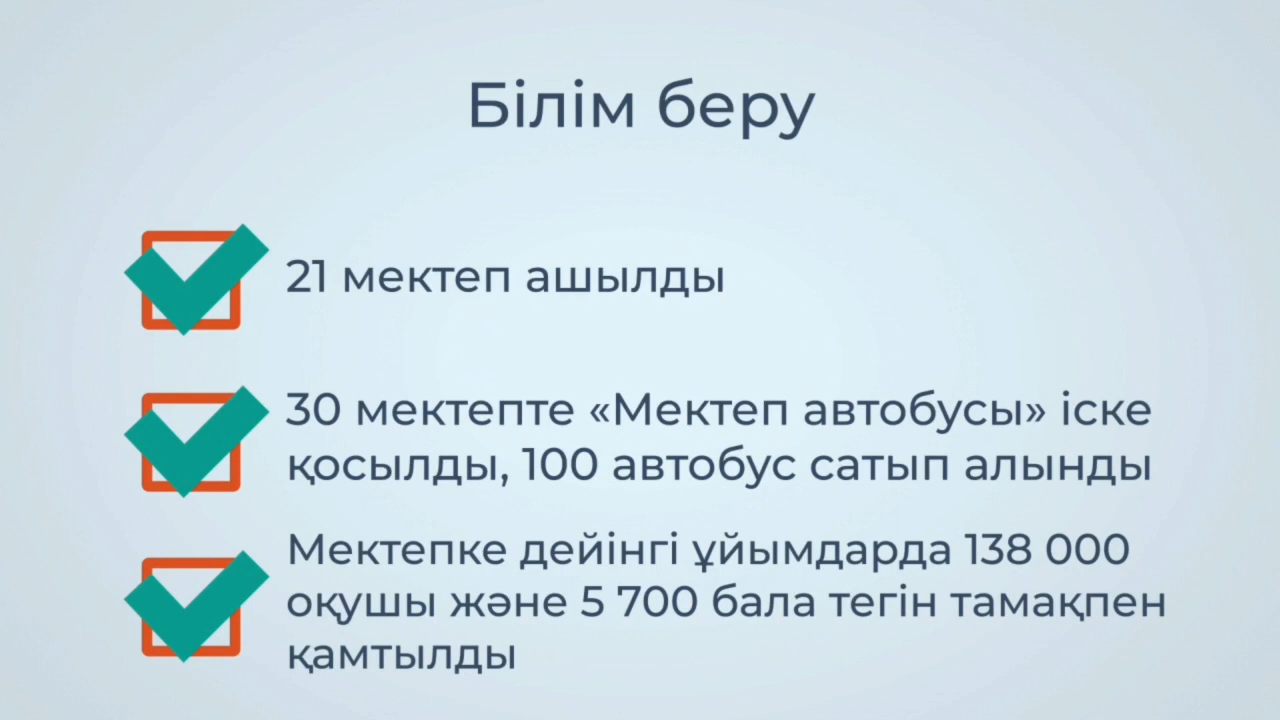 Білім беру
21 мектеп ашылды
30 мектепте «Мектеп автобусы» іске
қосылды, 100 автобус сатып алынды
Мектепке дейінгі ұйымдарда 138 000
оқушы және 5 700 бала тегін тамақпен
қамтылды